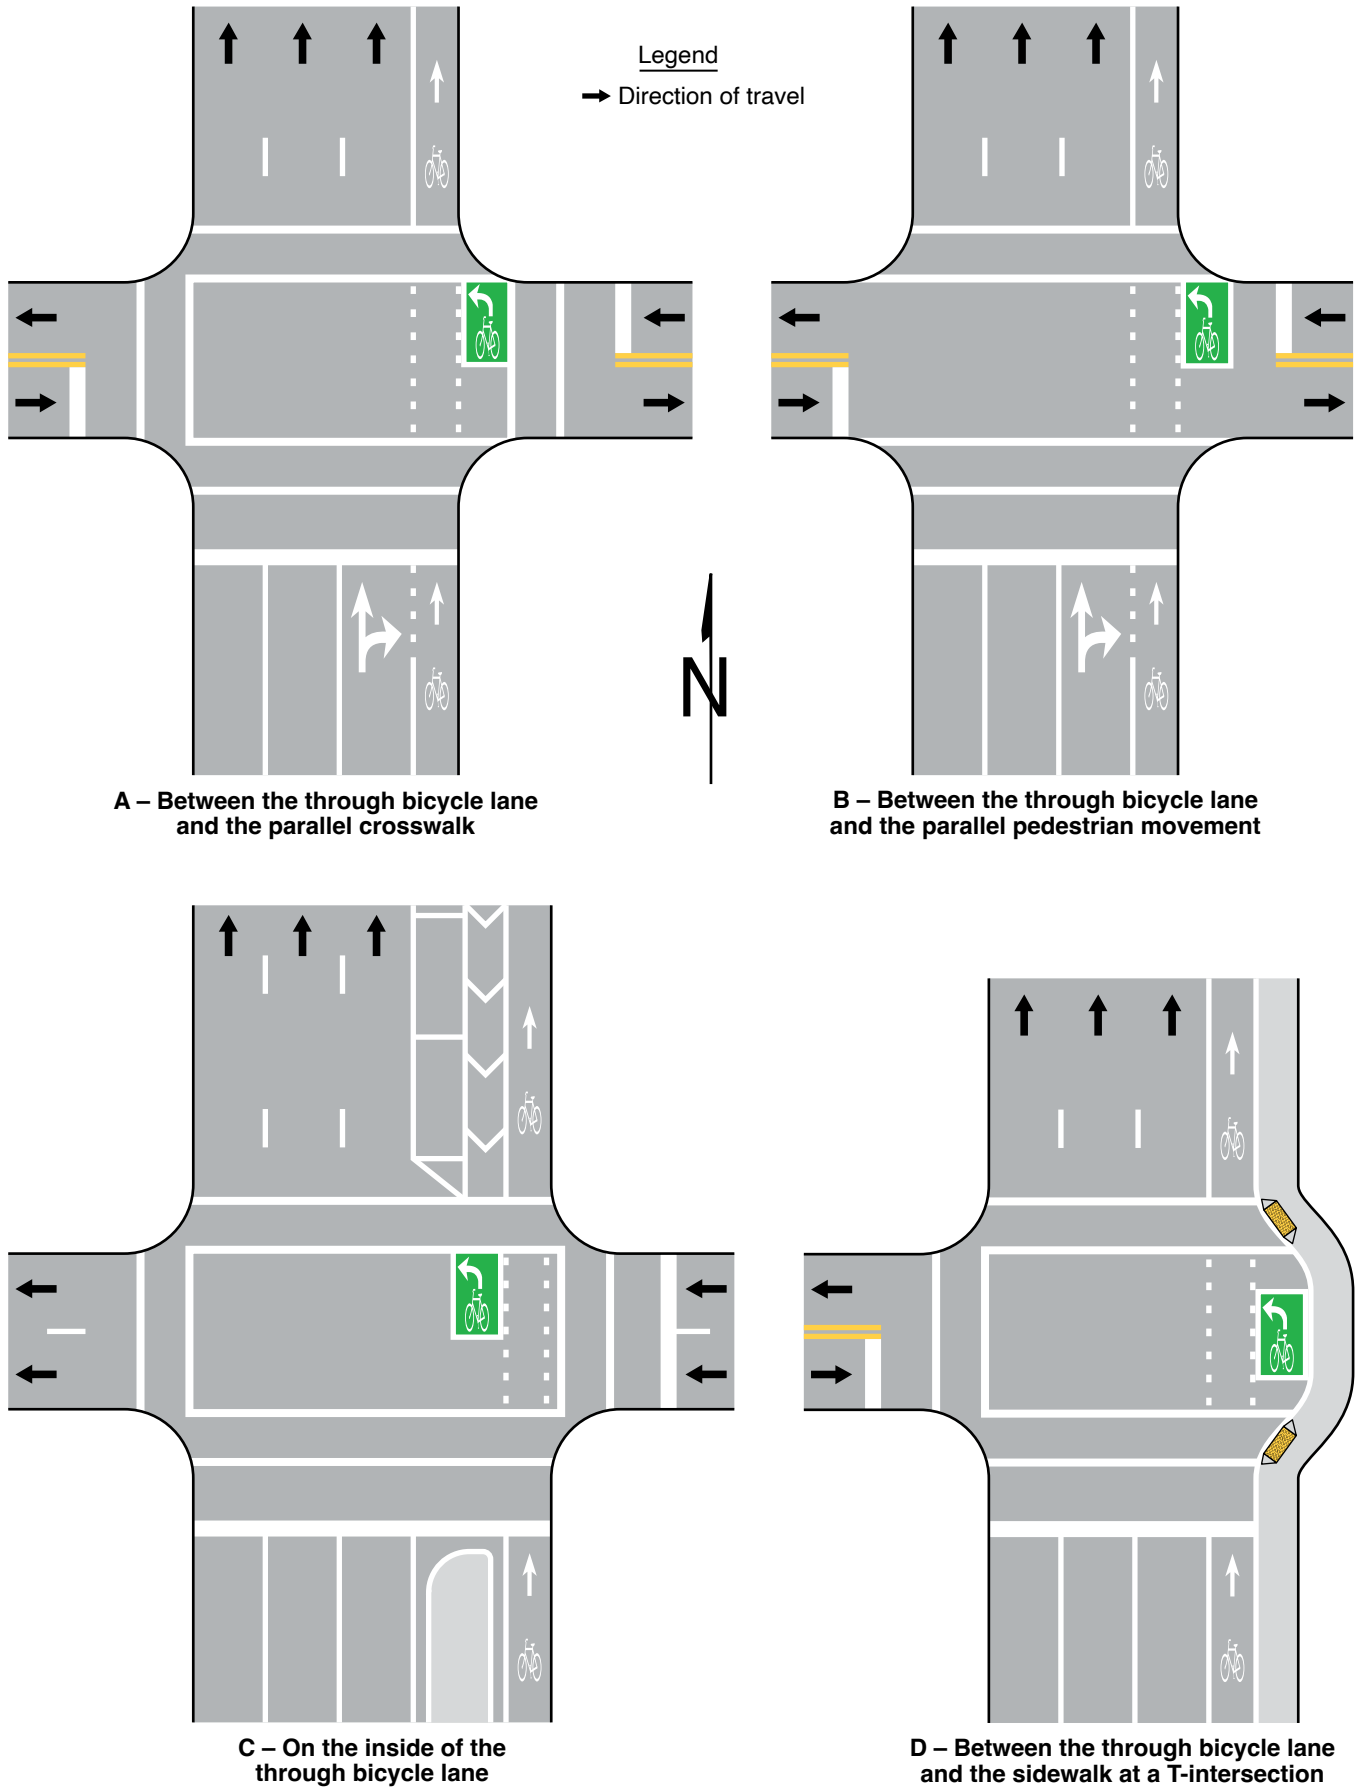 Legend
Direction of travel
N
A – Between the through bicycle lane
and the parallel crosswalk
B – Between the through bicycle lane
and the parallel pedestrian movement
C – On the inside of the
through bicycle lane
D – Between the through bicycle lane
and the sidewalk at a T-intersection